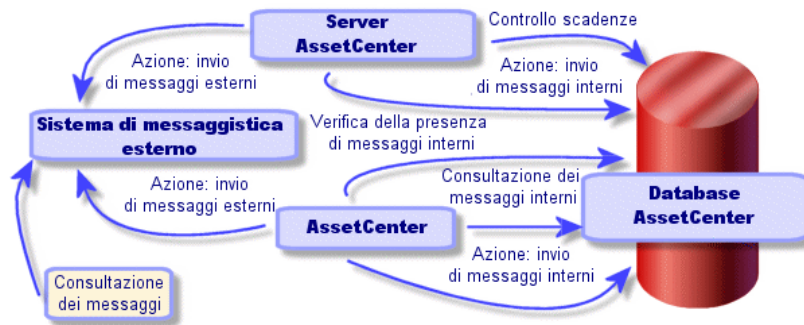 Server
AssetCenter
Controllo scadenze
Azione: invio
di messaggi esterni
Azione: invio
di messaggi interni
Sistema di messaggistica
esterno
Verifica della presenza
di messaggi interni
Azione: invio
di messaggi esterni
Consultazione dei
messaggi interni
AssetCenter
Database
AssetCenter
Azione: invio
di messaggi interni
Consultazione
dei messaggi